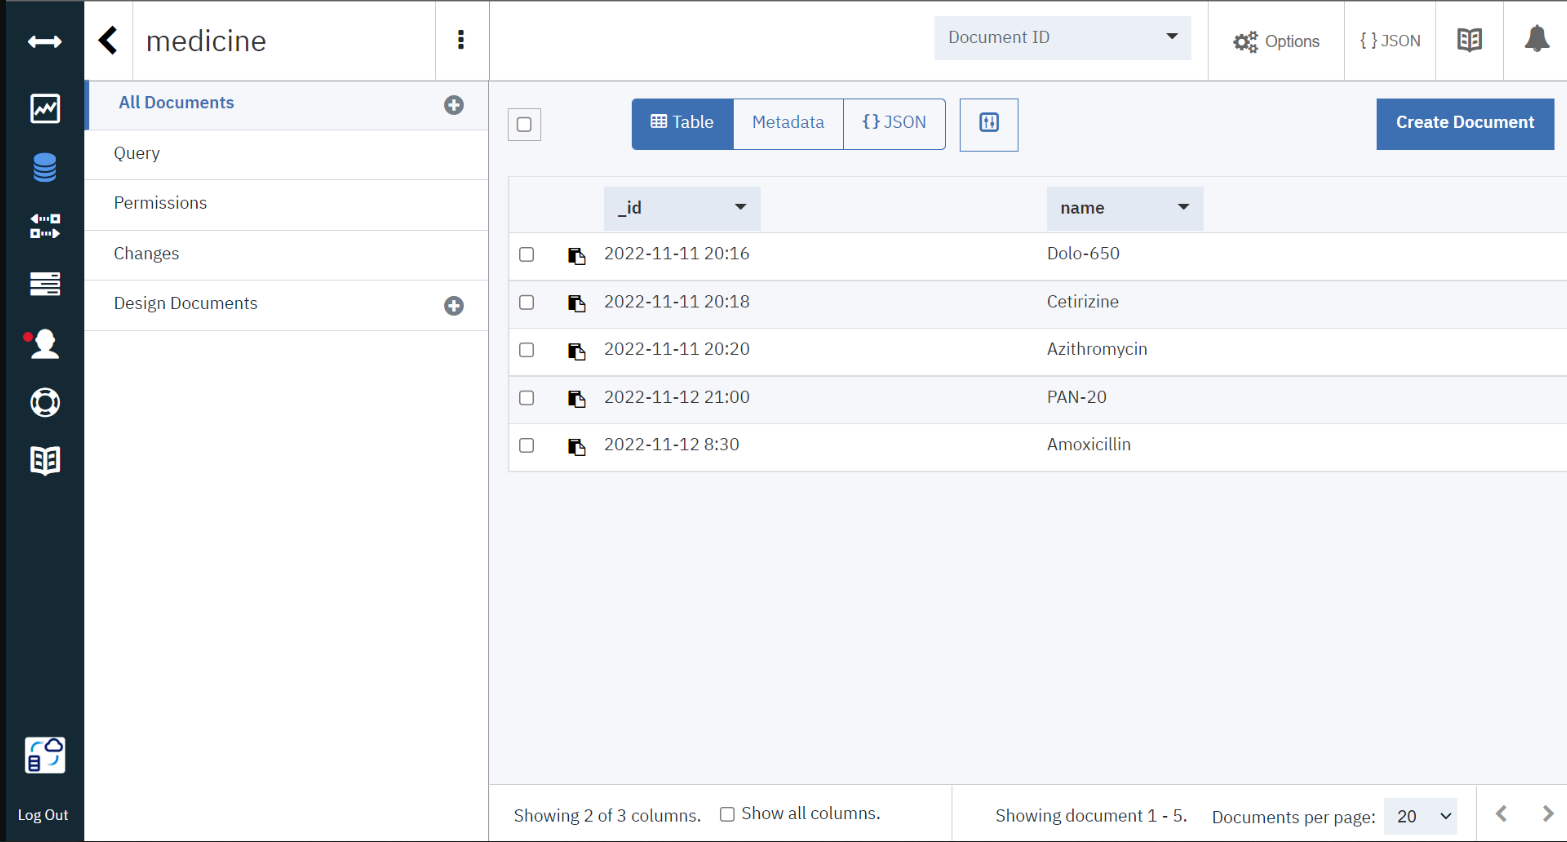 medicine
Document ID
Options
{ } JSON
All Documents
Query
Permissions
Changes
Design Documents
Table
Metadata
{ } JSON
Create Document
_id name
2022-11-11 20:16 Dolo-650
2022-11-11 20:18 Cetirizine
2022-11-11 20:20 Azithromycin
2022-11-12 21:00 PAN-20
2022-11-12 8:30 Amoxicillin
Log Out
Showing 2 of 3 columns.
Show all columns.
Showing document 1 - 5.
Documents per page: 20